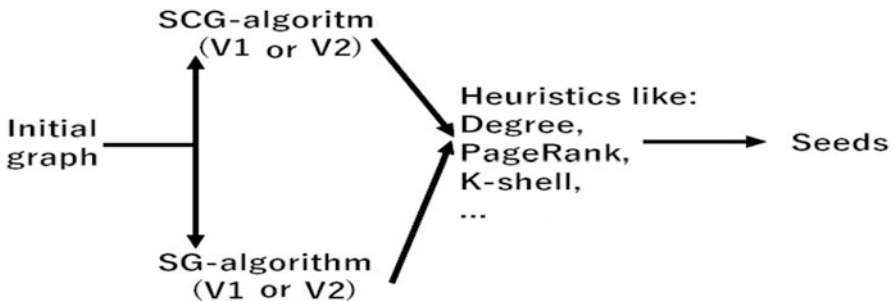 SCG-algoritm
(V1 or V2)
Initial
graph
Heuristics like:
Degree,
PageRank,
K-shell,
...
Seeds
SG-algorithm
(V1 or V2)